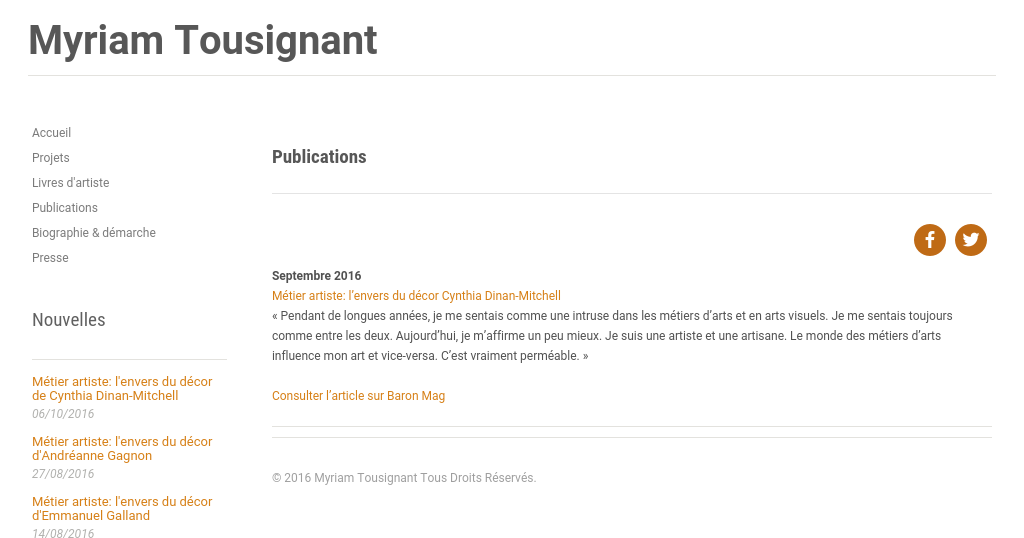 Myriam Tousignant
Accueil
Projets
Livres d'artiste
Publications
Biographie & démarche
Presse
Nouvelles
Métier artiste: l'envers du décor
de Cynthia Dinan-Mitchell
06/10/2016
Métier artiste: l'envers du décor
d'Andréanne Gagnon
27/08/2016
Métier artiste: l'envers du décor
d'Emmanuel Galland
14/08/2016
Publications
Septembre 2016
Métier artiste: l’envers du décor Cynthia Dinan-Mitchell
« Pendant de longues années, je me sentais comme une intruse dans les métiers d’arts et en arts visuels. Je me sentais toujours
comme entre les deux. Aujourd’hui, je m’affirme un peu mieux. Je suis une artiste et une artisane. Le monde des métiers d’arts
influence mon art et vice-versa. C’est vraiment perméable. »
Consulter l’article sur Baron Mag
© 2016 Myriam Tousignant Tous Droits Réservés.